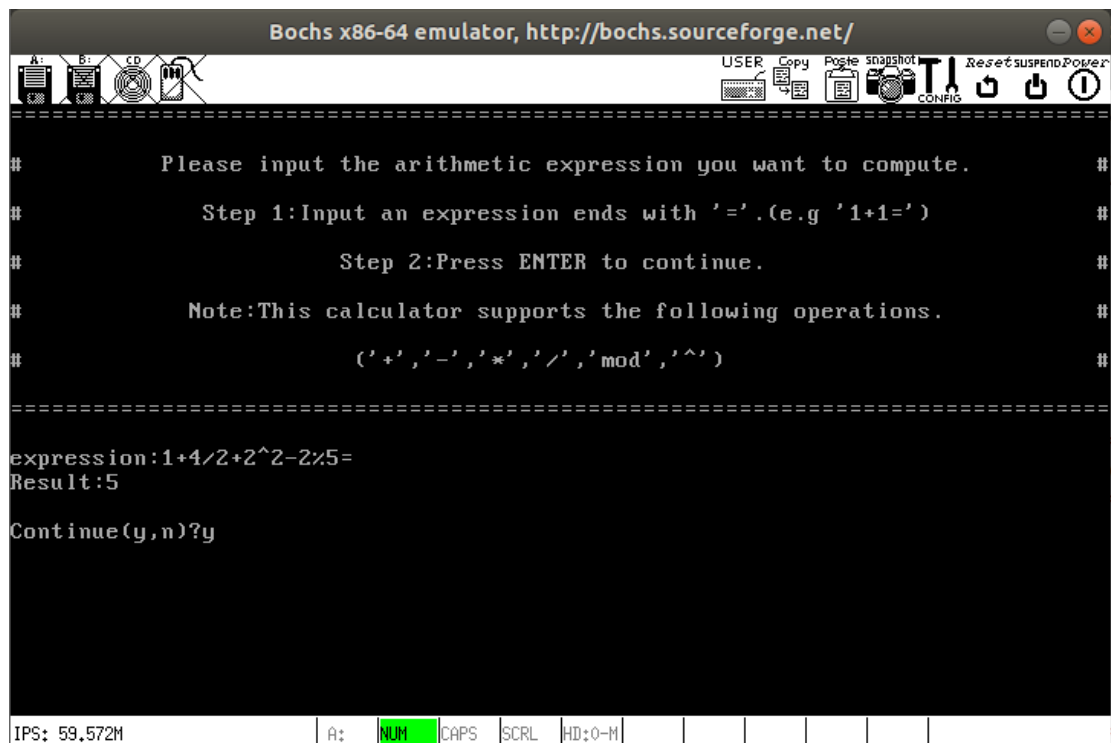 Bochs x86-64 emulator, http://bochs.sourceforge.net/
A: B: CD USER Copy Paste snapshot CONFIG Reset SUSPEND Power
================================================================================
# Please input the arithmetic expression you want to compute. #
# Step 1:Input an expression ends with '='.(e.g '1+1=') #
# Step 2:Press ENTER to continue. #
# Note:This calculator supports the following operations. #
# ('+','-','*','/','mod','^') #
================================================================================
expression:1+4/2+2^2-2%5=
Result:5
Continue(y,n)?y
IPS: 59.572M A: NUM CAPS SCRL HD:0-M